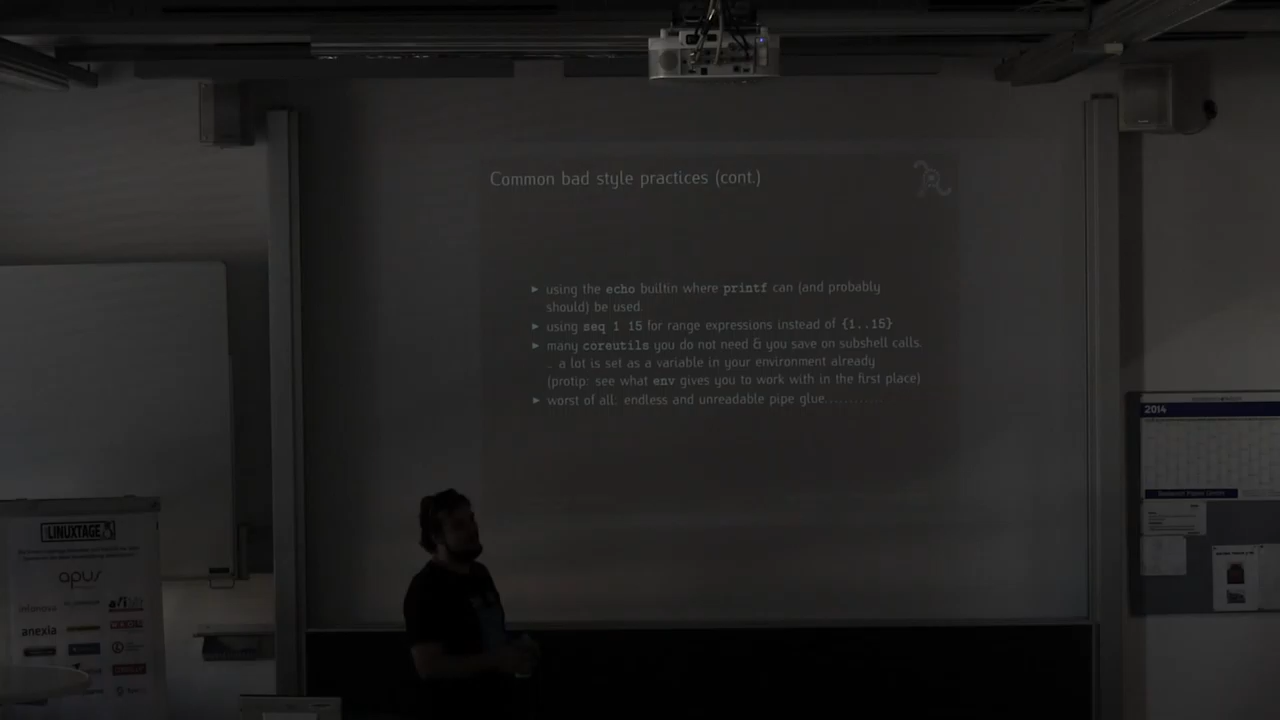 Common bad style practices (cont.)
► using the echo builtin where printf can (and probably
should) be used.
► using seq 1 15 for range expressions instead of {1..15}
► many coreutils you do not need & you save on subshell calls.
.. a lot is set as a variable in your environment already
(protip: see what env gives you to work with in the first place)
► worst of all: endless and unreadable pipe glue............
2014
LINUXTAGE
apus
infonova
anexia